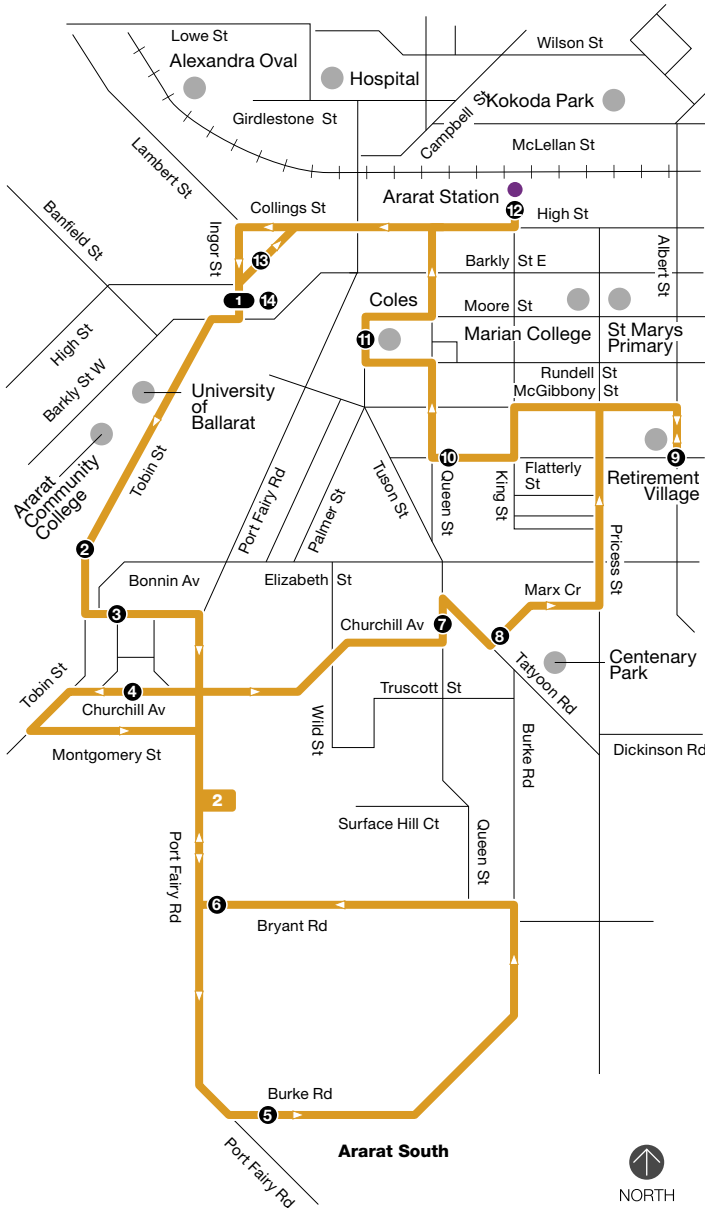 Lowe St
Alexandra Oval
Hospital
Wilson St
Kokoda Park
Girdlestone St
Campbell St
McLellan St
Lambert St
Ararat Station
Collings St
12
High St
Banfield St
Ingor St
13
Albert St
Barkly St E
1
14
Coles
Moore St
High St
11
Marian College
St Marys
Primary
Barkly St W
Rundell St
McGibbony St
University
of
Ballarat
Ararat
Community
College
Tobin St
Port Fairy Rd
Palmer St
Tuson St
10
Queen St
King St
Flatterly
St
9
Retirement
Village
2
Pricess St
Bonnin Av
Elizabeth St
Marx Cr
3
Churchill Av
7
8
Tobin St
4
Churchill Av
Tatyoon Rd
Centenary
Park
Truscott St
Wild St
Burke Rd
Montgomery St
Dickinson Rd
2
Surface Hill Ct
Queen St
Port Fairy Rd
6
Bryant Rd
Burke Rd
5
Port Fairy Rd
Ararat South
NORTH